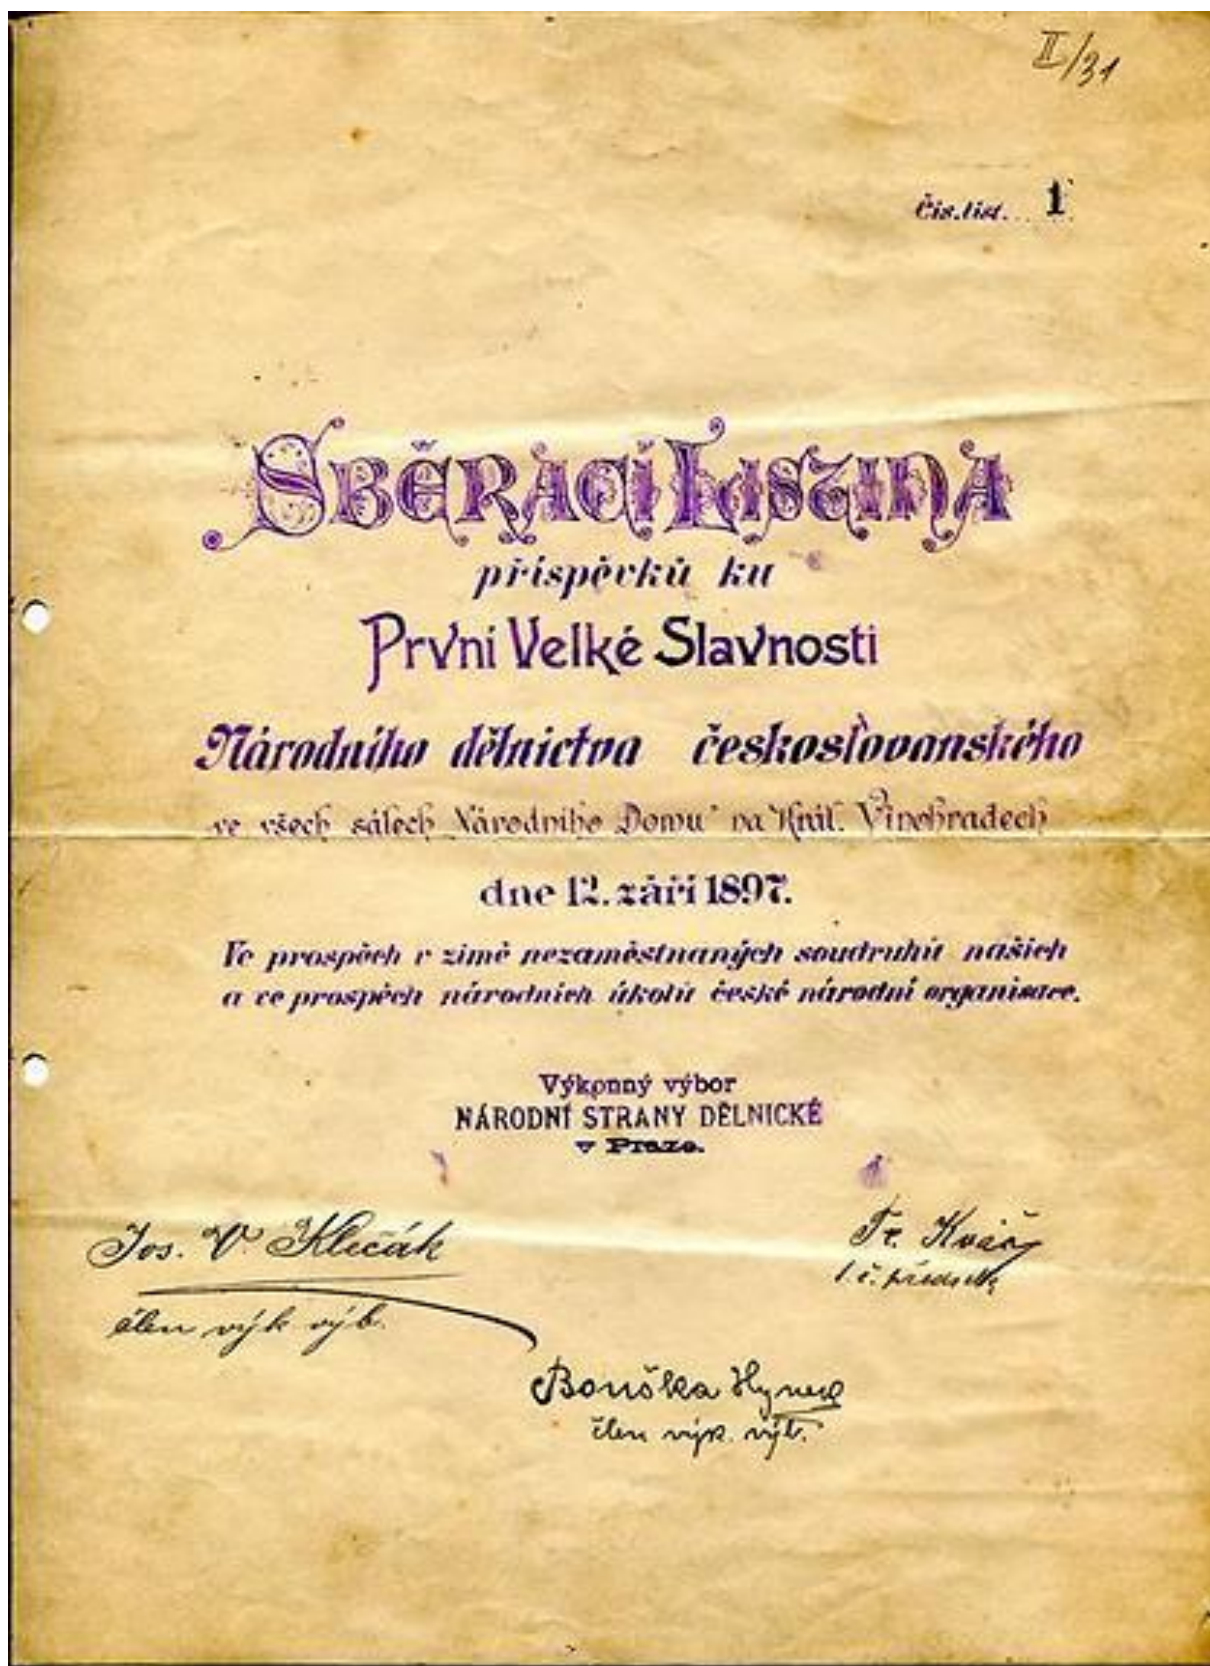 II/31
Čís.list... 1
SBĚRACÍ LISTINA
příspěvků ku
První Velké Slavnosti
Národního dělnictva českoslovanského
ve všech sálech „Národního Domu" na Král. Vinohradech
dne 12. září 1897.
Ve prospěch v zimě nezaměstnaných soudruhů našich
a ve prospěch národních úkolů české národní organisace.
Výkonný výbor
NÁRODNÍ STRANY DĚLNICKÉ
v Praze.
Jos. V. Klečák
člen výk výb.
Fr. Kvář
t. č. předseda
Bonška Hynek
člen výk. výb.